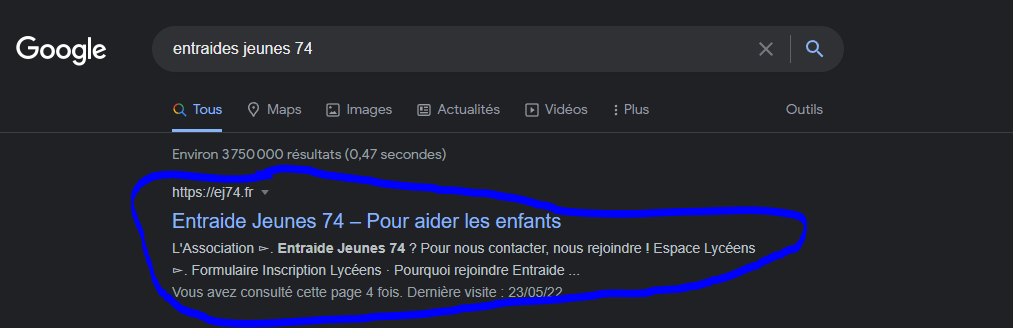 Google
entraides jeunes 74
Tous Maps Images Actualités Vidéos Plus Outils
Environ 3 750 000 résultats (0,47 secondes)
https://ej74.fr
Entraide Jeunes 74 – Pour aider les enfants
L'Association ▻. Entraide Jeunes 74 ? Pour nous contacter, nous rejoindre ! Espace Lycéens
▻. Formulaire Inscription Lycéens · Pourquoi rejoindre Entraide ...
Vous avez consulté cette page 4 fois. Dernière visite : 23/05/22